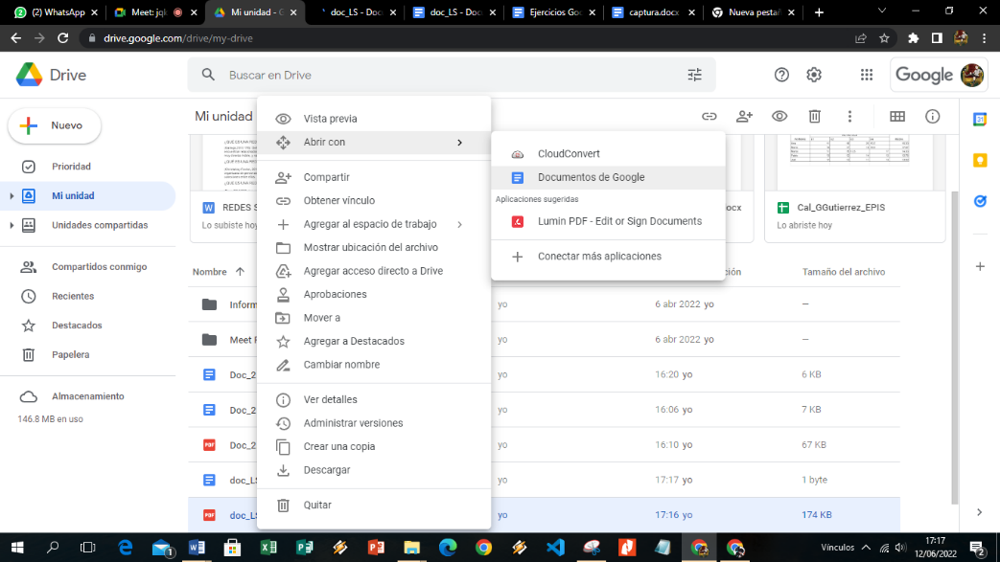 (2) WhatsApp
Meet: jqk
Mi unidad - G
doc_LS - Doc
doc_LS - Doc
Ejercicios Goo
captura.docx
Nueva pestañ
drive.google.com/drive/my-drive
Drive
Buscar en Drive
Google
Nuevo
Prioridad
Mi unidad
Unidades compartidas
Compartidos conmigo
Recientes
Destacados
Papelera
Almacenamiento
146.8 MB en uso
Mi unidad
REDES S
Lo subiste hoy
ocx
Cal_GGutierrez_EPIS
Lo abriste hoy
Nombre
ción
Tamaño del archivo
Inform
yo
6 abr 2022 yo
—
Meet R
yo
6 abr 2022 yo
—
Doc_2
yo
16:20 yo
6 KB
Doc_2
yo
16:06 yo
7 KB
Doc_2
yo
16:10 yo
67 KB
doc_LS
yo
17:17 yo
1 byte
doc_LS
yo
17:16 yo
174 KB
Vista previa
Abrir con
Compartir
Obtener vínculo
Agregar al espacio de trabajo
Mostrar ubicación del archivo
Agregar acceso directo a Drive
Aprobaciones
Mover a
Agregar a Destacados
Cambiar nombre
Ver detalles
Administrar versiones
Crear una copia
Descargar
Quitar
CloudConvert
Documentos de Google
Aplicaciones sugeridas
Lumin PDF - Edit or Sign Documents
Conectar más aplicaciones
Vínculos
17:17
12/06/2022